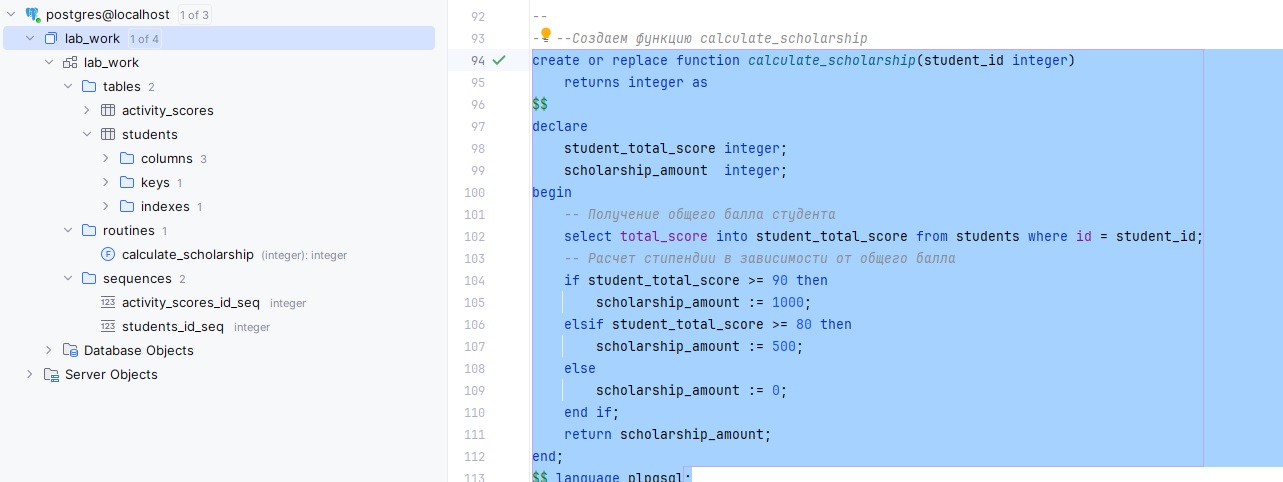 postgres@localhost 1 of 3
lab_work 1 of 4
lab_work
tables 2
activity_scores
students
columns 3
keys 1
indexes 1
routines 1
calculate_scholarship (integer): integer
sequences 2
activity_scores_id_seq integer
students_id_seq integer
Database Objects
Server Objects
92 --
93 -- --Создаем функцию calculate_scholarship
94 create or replace function calculate_scholarship(student_id integer)
95 returns integer as
96 $$
97 declare
98 student_total_score integer;
99 scholarship_amount integer;
100 begin
101 -- Получение общего балла студента
102 select total_score into student_total_score from students where id = student_id;
103 -- Расчет стипендии в зависимости от общего балла
104 if student_total_score >= 90 then
105 scholarship_amount := 1000;
106 elsif student_total_score >= 80 then
107 scholarship_amount := 500;
108 else
109 scholarship_amount := 0;
110 end if;
111 return scholarship_amount;
112 end;
113 $$ language plpgsql;